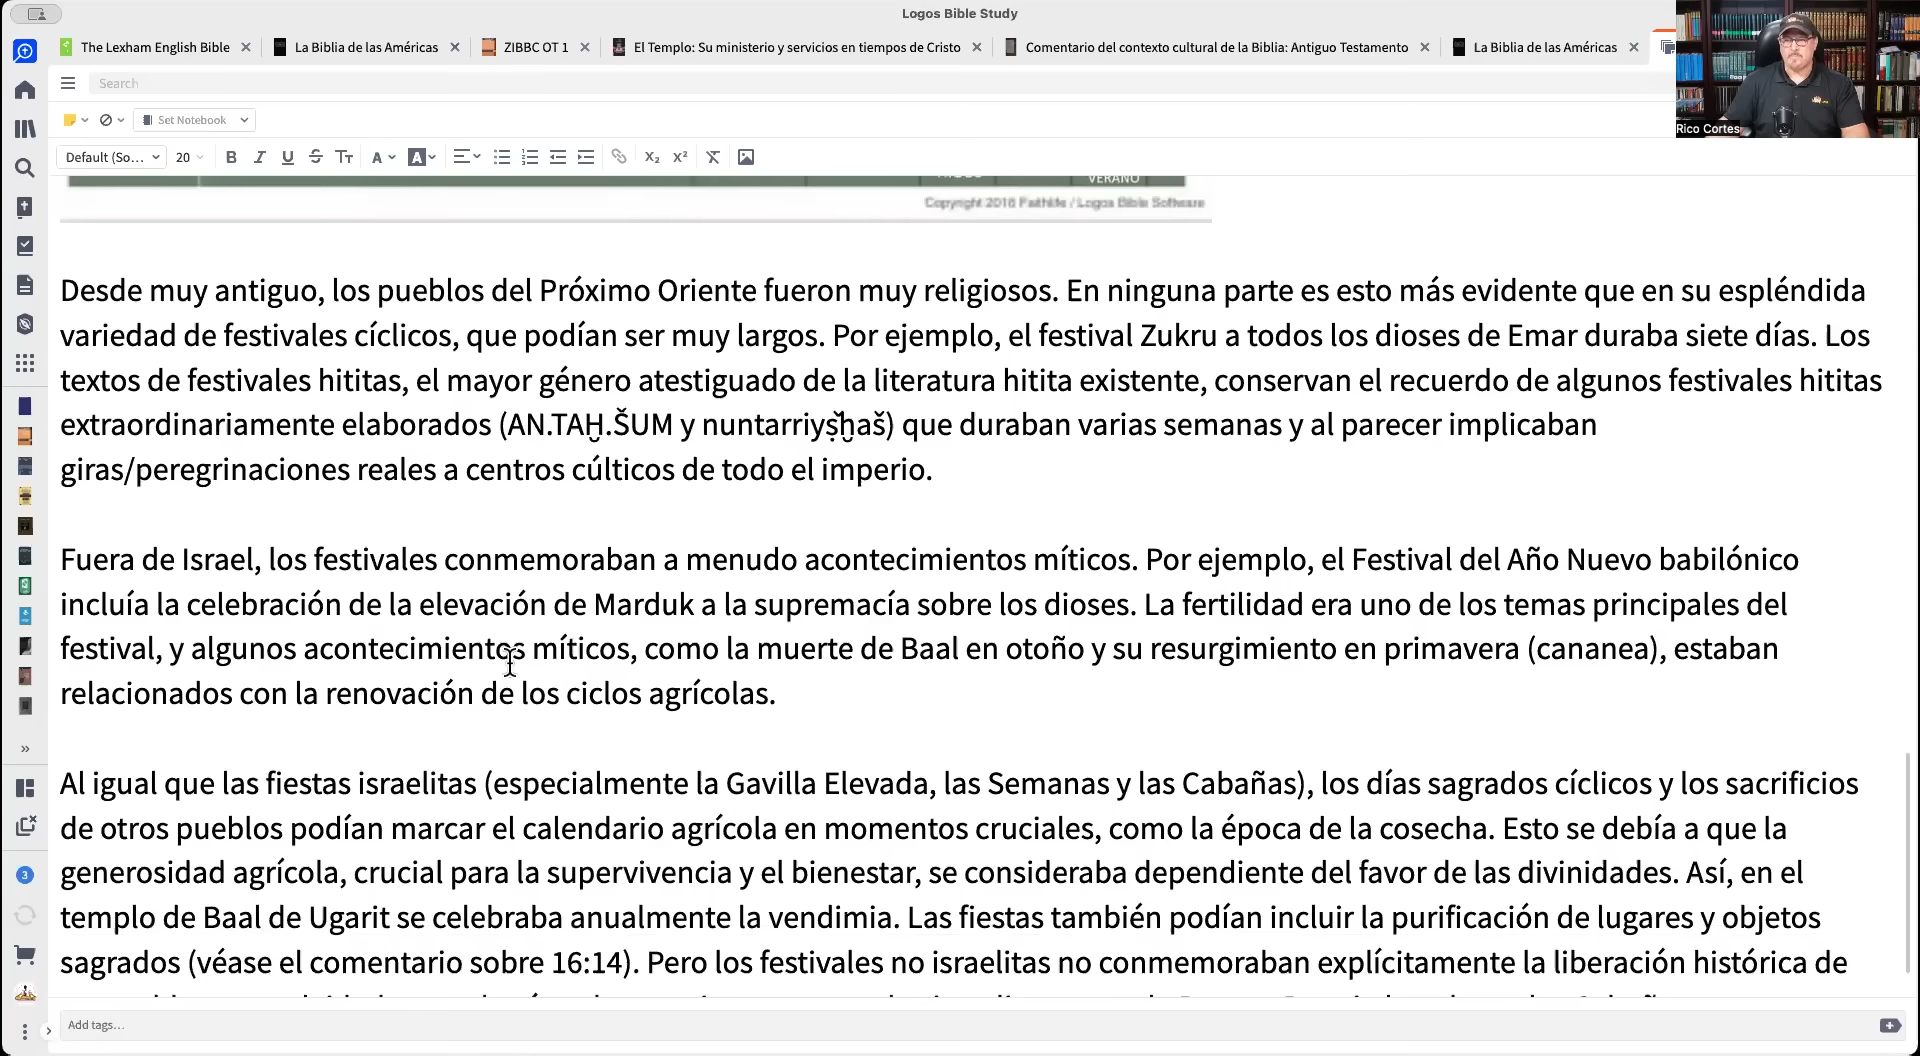 Logos Bible Study
The Lexham English Bible
La Biblia de las Américas
ZIBBC OT 1
El Templo: Su ministerio y servicios en tiempos de Cristo
Comentario del contexto cultural de la Biblia: Antiguo Testamento
La Biblia de las Américas
Search
Rico Cortes
Set Notebook
Default (So...
20
VERANO
Copyright 2018 Faithlife / Logos Bible Software
Desde muy antiguo, los pueblos del Próximo Oriente fueron muy religiosos. En ninguna parte es esto más evidente que en su espléndida
variedad de festivales cíclicos, que podían ser muy largos. Por ejemplo, el festival Zukru a todos los dioses de Emar duraba siete días. Los
textos de festivales hititas, el mayor género atestiguado de la literatura hitita existente, conservan el recuerdo de algunos festivales hititas
extraordinariamente elaborados (AN.TAḪ.ŠUM y nuntarriyṣ̌ḫaš) que duraban varias semanas y al parecer implicaban
giras/peregrinaciones reales a centros cúlticos de todo el imperio.
Fuera de Israel, los festivales conmemoraban a menudo acontecimientos míticos. Por ejemplo, el Festival del Año Nuevo babilónico
incluía la celebración de la elevación de Marduk a la supremacía sobre los dioses. La fertilidad era uno de los temas principales del
festival, y algunos acontecimientos míticos, como la muerte de Baal en otoño y su resurgimiento en primavera (cananea), estaban
relacionados con la renovación de los ciclos agrícolas.
Al igual que las fiestas israelitas (especialmente la Gavilla Elevada, las Semanas y las Cabañas), los días sagrados cíclicos y los sacrificios
de otros pueblos podían marcar el calendario agrícola en momentos cruciales, como la época de la cosecha. Esto se debía a que la
generosidad agrícola, crucial para la supervivencia y el bienestar, se consideraba dependiente del favor de las divinidades. Así, en el
templo de Baal de Ugarit se celebraba anualmente la vendimia. Las fiestas también podían incluir la purificación de lugares y objetos
sagrados (véase el comentario sobre 16:14). Pero los festivales no israelitas no conmemoraban explícitamente la liberación histórica de
3
Add tags...